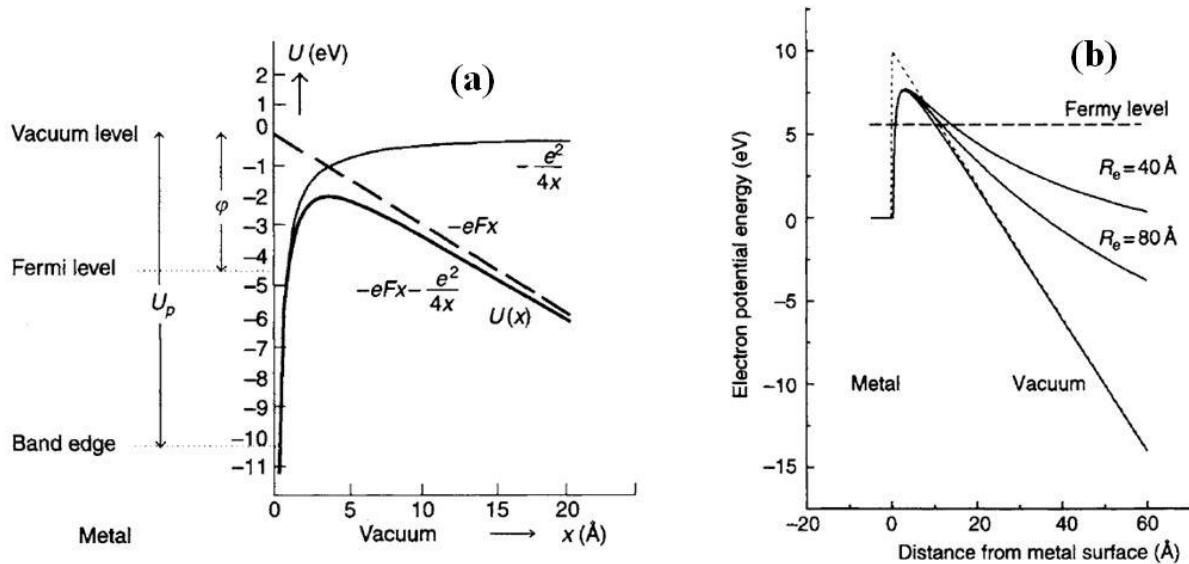 (a)
U (eV)
2
1
0
−1
−2
−3
−4
−5
−6
−7
−8
−9
−10
−11
Vacuum level
φ
Fermi level
U_p
Band edge
Metal
−e²/4x
−eFx
−eFx−e²/4x
U(x)
0 5 10 15 20
Vacuum x (Å)
(b)
Electron potential energy (eV)
10
5
0
−5
−10
−15
Fermy level
R_e=40 Å
R_e=80 Å
Metal Vacuum
−20 0 20 40 60
Distance from metal surface (Å)